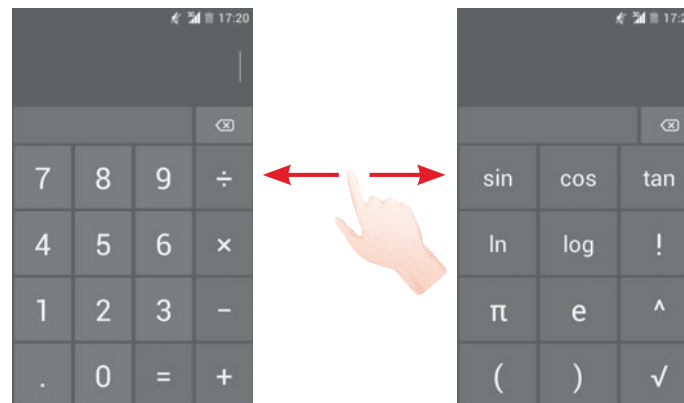 17:20
7 8 9 ÷
4 5 6 ×
1 2 3 −
. 0 = +
sin cos tan
ln log !
π e ^
( ) √